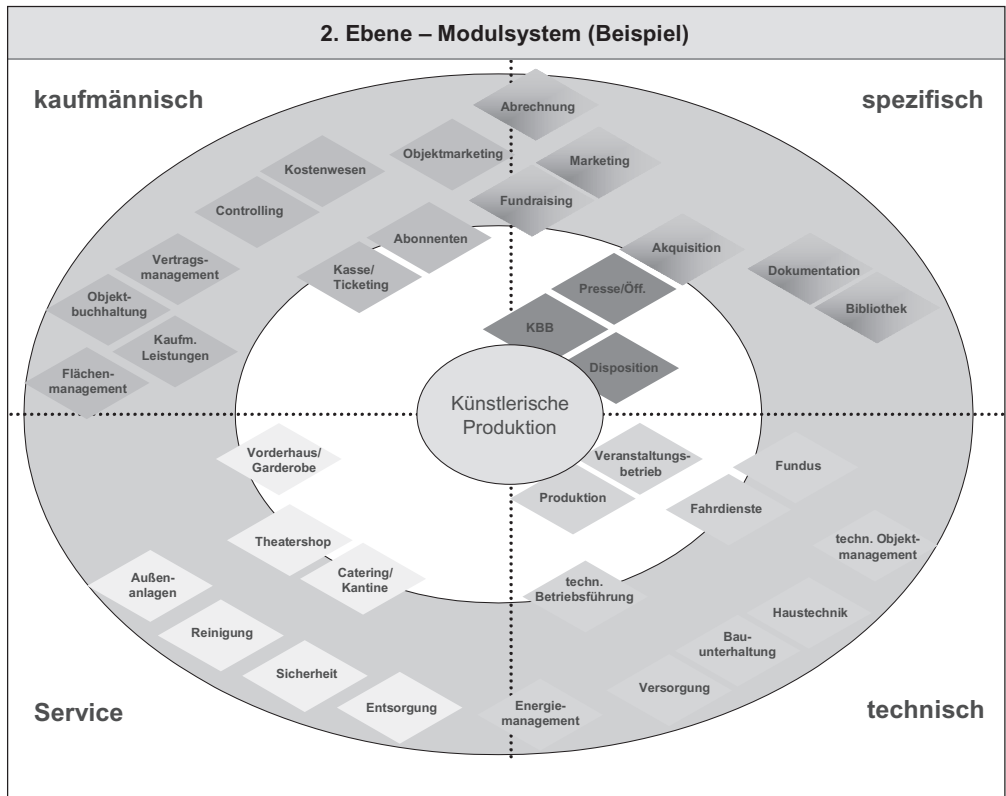 2. Ebene – Modulsystem (Beispiel)
kaufmännisch
spezifisch
Abrechnung
Objektmarketing
Marketing
Kostenwesen
Fundraising
Controlling
Abonnenten
Akquisition
Vertrags-
management
Kasse/
Ticketing
Dokumentation
Presse/Öff.
Objekt-
buchhaltung
Bibliothek
KBB
Kaufm.
Leistungen
Disposition
Flächen-
management
Künstlerische
Produktion
Vorderhaus/
Garderobe
Veranstaltungs-
betrieb
Fundus
Produktion
Fahrdienste
Theatershop
techn. Objekt-
management
Catering/
Kantine
techn.
Betriebsführung
Außen-
anlagen
Haustechnik
Reinigung
Bau-
unterhaltung
Sicherheit
Versorgung
Entsorgung
Energie-
management
Service
technisch